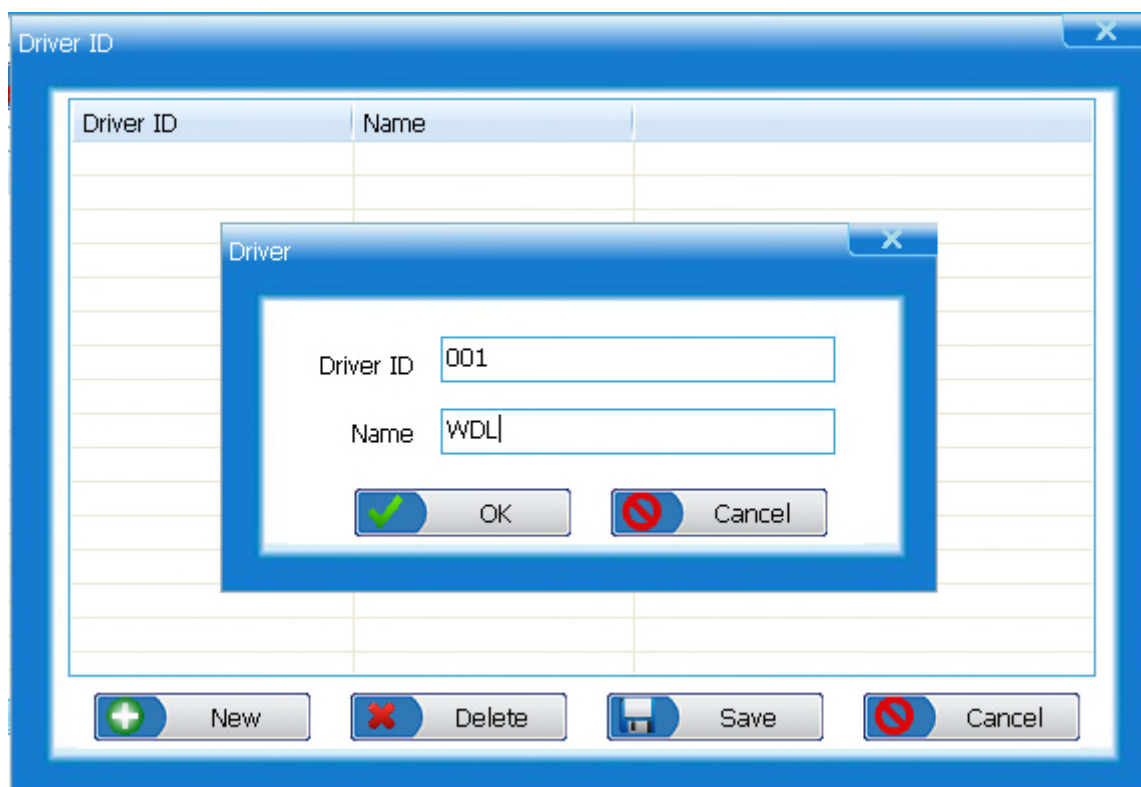 Driver ID
Driver ID Name
Driver
Driver ID 001
Name WDL
OK Cancel
New Delete Save Cancel